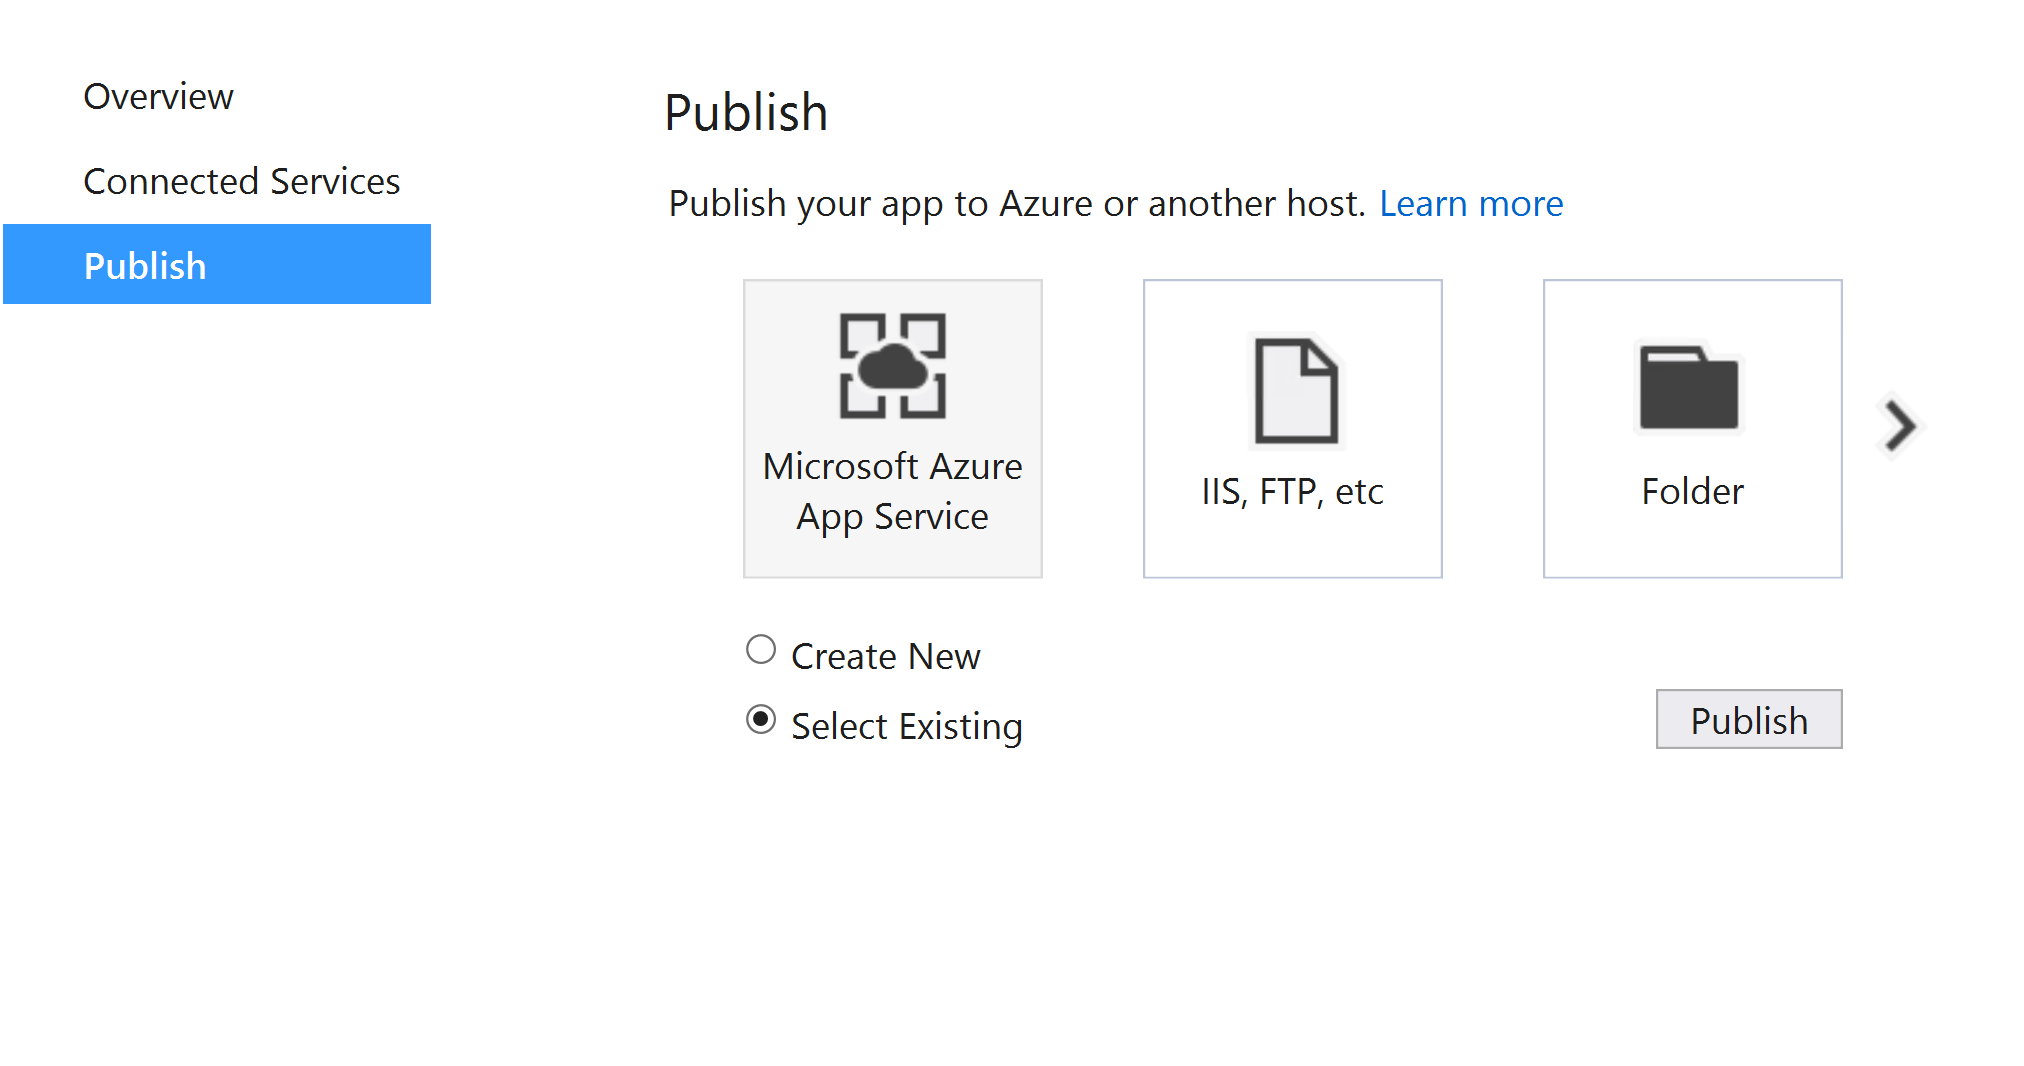 Overview
Connected Services
Publish
Publish
Publish your app to Azure or another host. Learn more
Microsoft Azure
App Service
IIS, FTP, etc
Folder
Create New
Select Existing
Publish